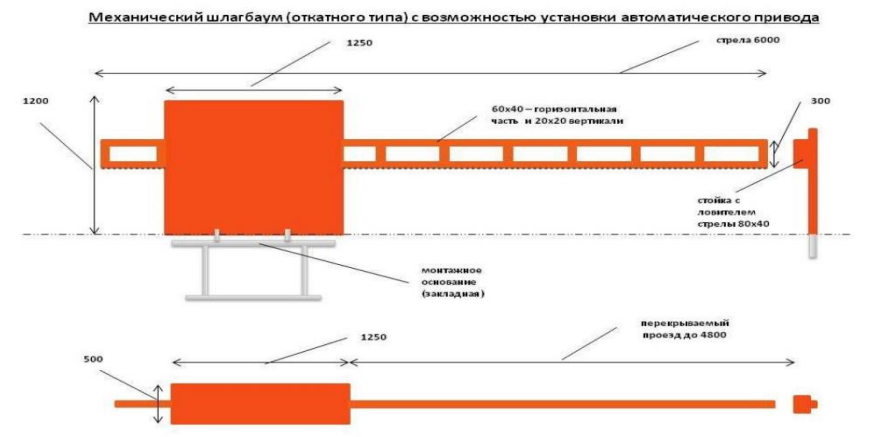 Механический шлагбаум (откатного типа) с возможностью установки автоматического привода
1250
стрела 6000
1200
60х40 – горизонтальная
часть и 20х20 вертикали
300
стойка с
ловителем
стрелы 80х40
монтажное
основание
(закладная)
перекрываемый
проезд до 4800
1250
500